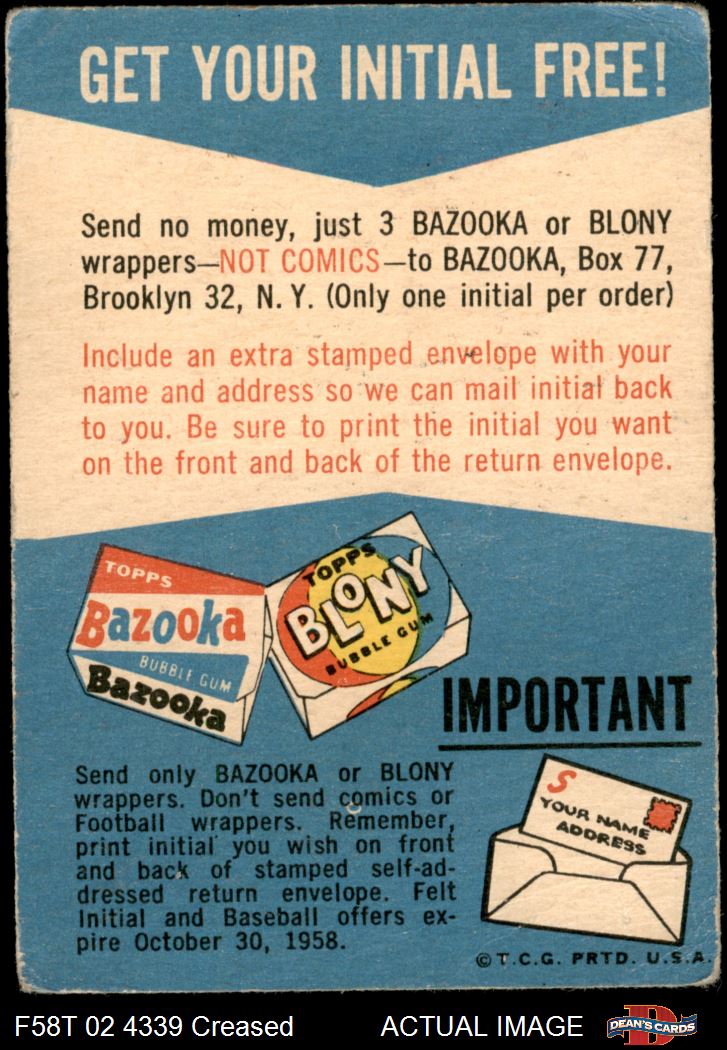 GET YOUR INITIAL FREE!
Send no money, just 3 BAZOOKA or BLONY
wrappers—NOT COMICS—to BAZOOKA, Box 77,
Brooklyn 32, N. Y. (Only one initial per order)
Include an extra stamped envelope with your
name and address so we can mail initial back
to you. Be sure to print the initial you want
on the front and back of the return envelope.
TOPPS
Bazooka
BUBBLE GUM
Bazooka
TOPPS
BLONY
BUBBLE GUM
IMPORTANT
Send only BAZOOKA or BLONY
wrappers. Don't send comics or
Football wrappers. Remember,
print initial you wish on front
and back of stamped self-ad-
dressed return envelope. Felt
Initial and Baseball offers ex-
pire October 30, 1958.
S
YOUR NAME
ADDRESS
© T.C.G. PRTD. U.S.A.
F58T 02 4339 Creased
ACTUAL IMAGE
D
DEAN'S CARDS